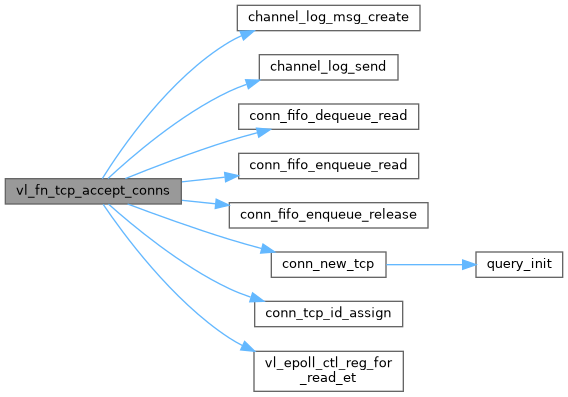 channel_log_msg_create
channel_log_send
conn_fifo_dequeue_read
conn_fifo_enqueue_read
vl_fn_tcp_accept_conns
conn_fifo_enqueue_release
conn_new_tcp
query_init
conn_tcp_id_assign
vl_epoll_ctl_reg_for
_read_et